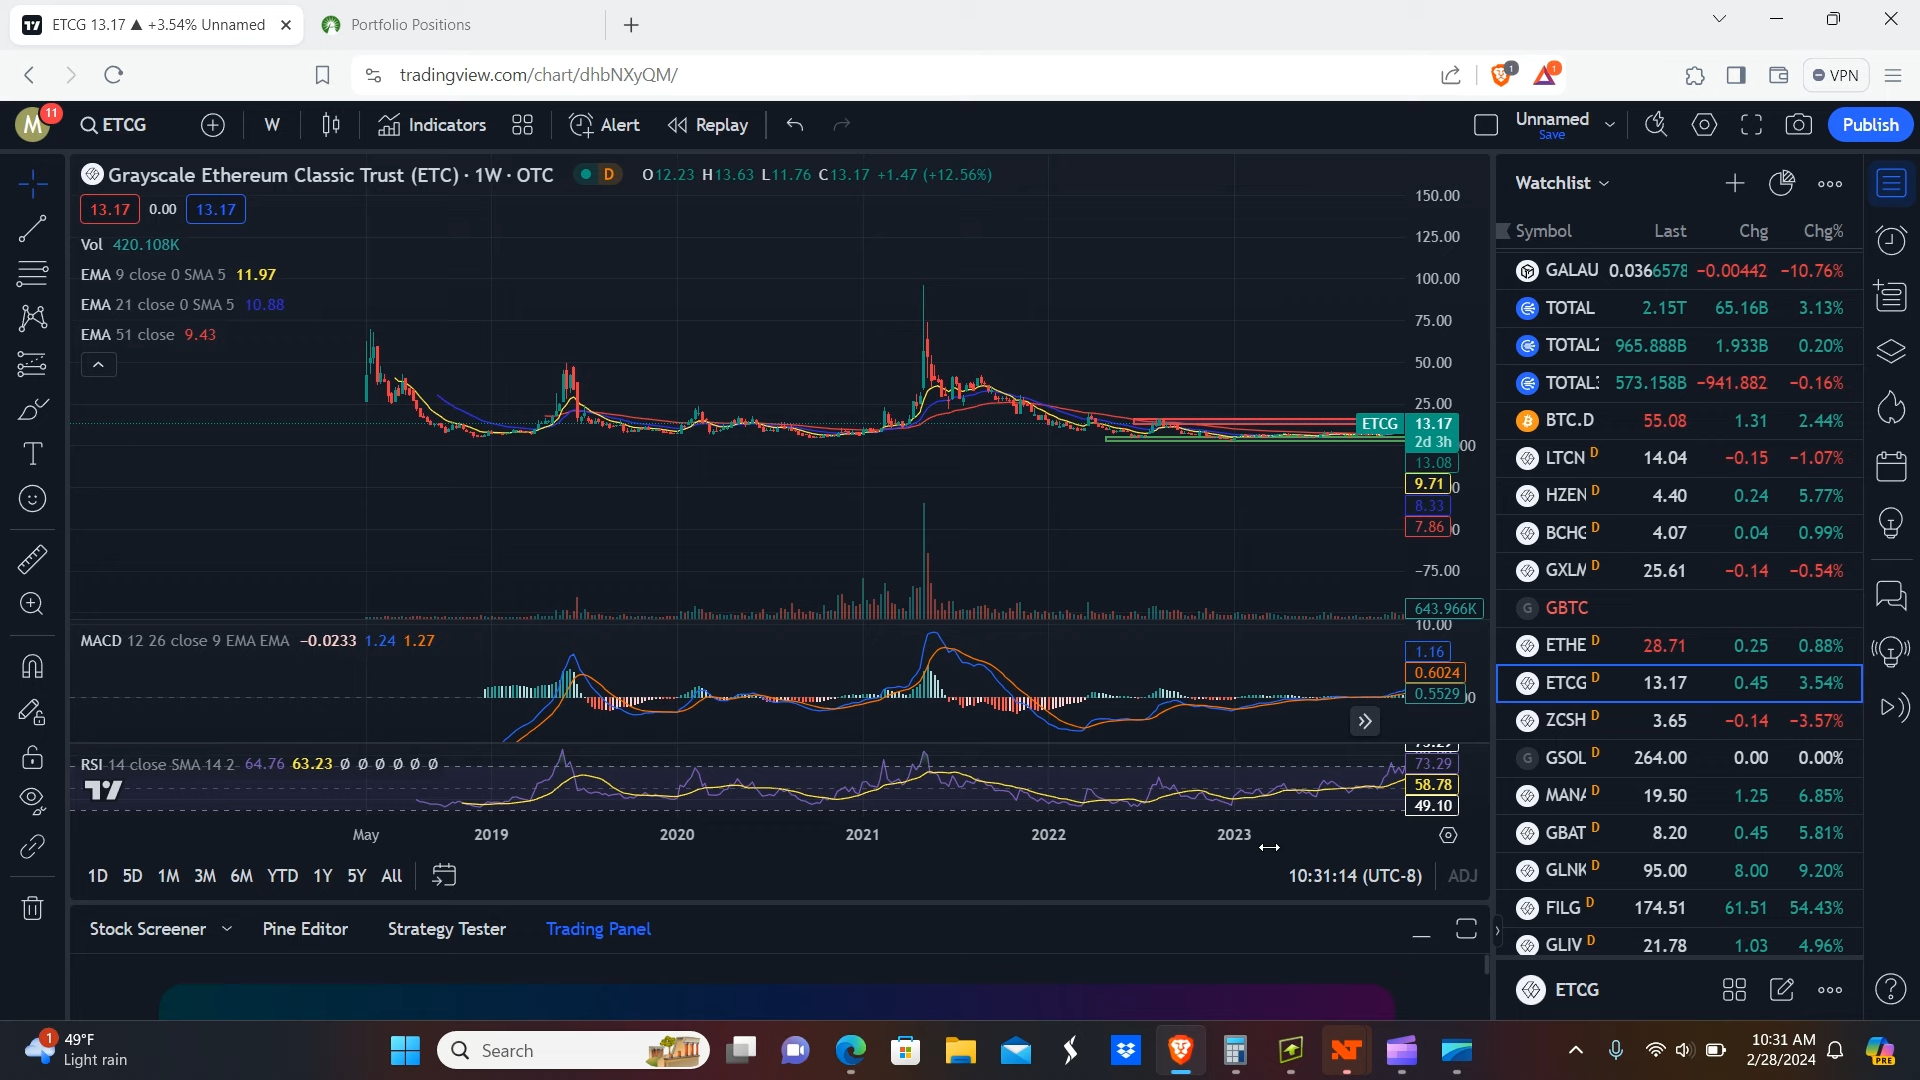 ETCG 13.17 ▲ +3.54% Unnamed
Portfolio Positions
tradingview.com/chart/dhbNXyQM/
1
1
VPN
M
11
ETCG
W
Indicators
Alert
Replay
Unnamed
Save
Publish
Grayscale Ethereum Classic Trust (ETC) · 1W · OTC
D
O12.23 H13.63 L11.76 C13.17 +1.47 (+12.56%)
13.17 0.00 13.17
Vol 420.108K
EMA 9 close 0 SMA 5 11.97
EMA 21 close 0 SMA 5 10.88
EMA 51 close 9.43
150.00
125.00
100.00
75.00
50.00
25.00
ETCG 13.17
2d 3h
13.08
9.71
8.33
7.86
−75.00
643.966K
MACD 12 26 close 9 EMA EMA −0.0233 1.24 1.27
10.00
1.16
0.6024
0.5529
RSI 14 close SMA 14 2 64.76 63.23 Ø Ø Ø Ø Ø Ø
73.29
58.78
49.10
May 2019 2020 2021 2022 2023
1D 5D 1M 3M 6M YTD 1Y 5Y All
10:31:14 (UTC-8)
ADJ
Stock Screener
Pine Editor
Strategy Tester
Trading Panel
Watchlist
Symbol Last Chg Chg%
GALAU 0.0366578 −0.00442 −10.76%
TOTAL 2.15T 65.16B 3.13%
TOTAL2 965.888B 1.933B 0.20%
TOTAL3 573.158B −941.882 −0.16%
BTC.D 55.08 1.31 2.44%
LTCN D 14.04 −0.15 −1.07%
HZEN D 4.40 0.24 5.77%
BCHG D 4.07 0.04 0.99%
GXLM D 25.61 −0.14 −0.54%
G GBTC
ETHE D 28.71 0.25 0.88%
ETCG D 13.17 0.45 3.54%
ZCSH D 3.65 −0.14 −3.57%
G GSOL D 264.00 0.00 0.00%
MANA D 19.50 1.25 6.85%
GBAT D 8.20 0.45 5.81%
GLNK D 95.00 8.00 9.20%
FILG D 174.51 61.51 54.43%
GLIV D 21.78 1.03 4.96%
ETCG
1
49°F
Light rain
Search
10:31 AM
2/28/2024
PRE